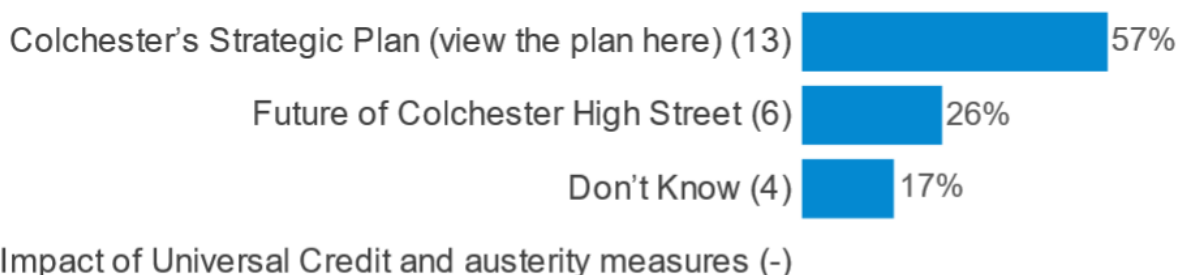 Colchester’s Strategic Plan (view the plan here) (13) 57%
Future of Colchester High Street (6) 26%
Don’t Know (4) 17%
Impact of Universal Credit and austerity measures (-)